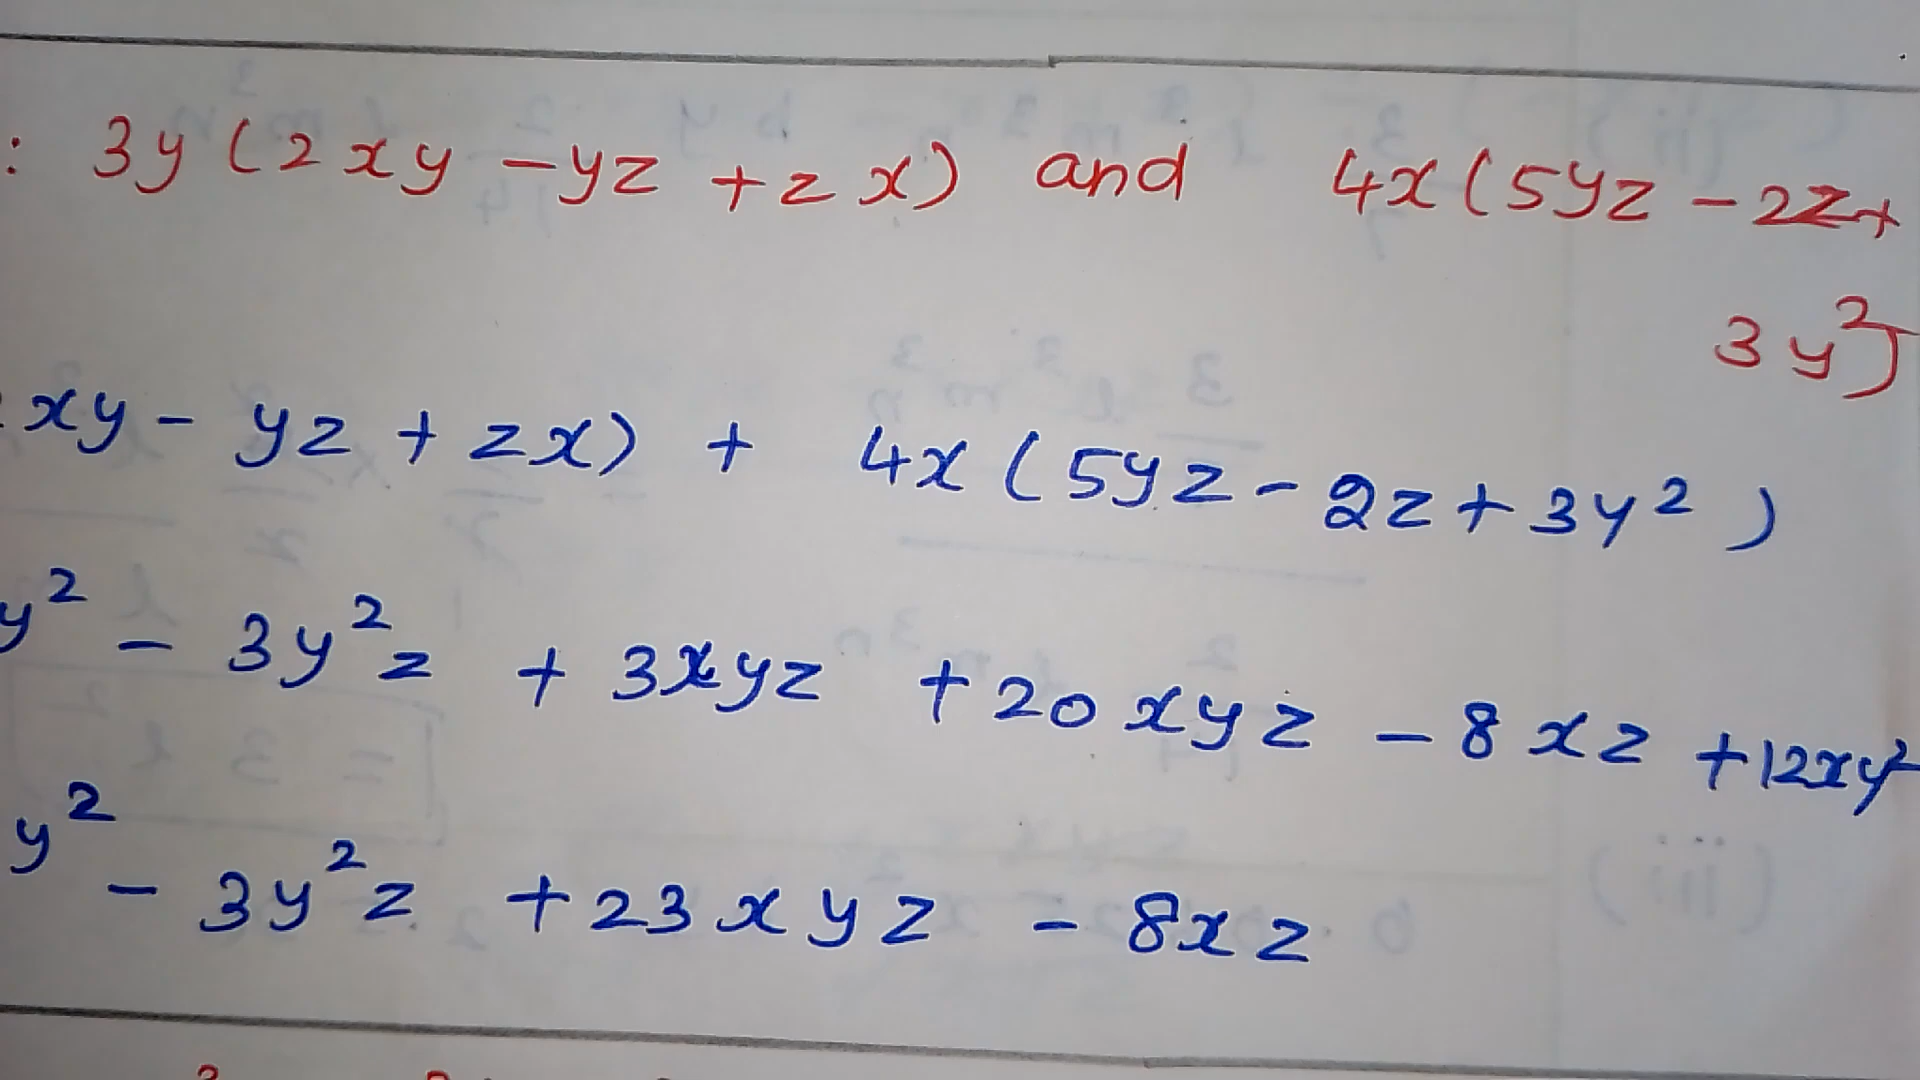 : 3y (2xy - yz + zx) and 4x (5yz - 2z +
3y²)
xy - yz + zx) + 4x (5yz - 2z + 3y²)
y² - 3y²z + 3xyz + 20xyz - 8xz + 12xy²
y² - 3y²z + 23xyz - 8xz